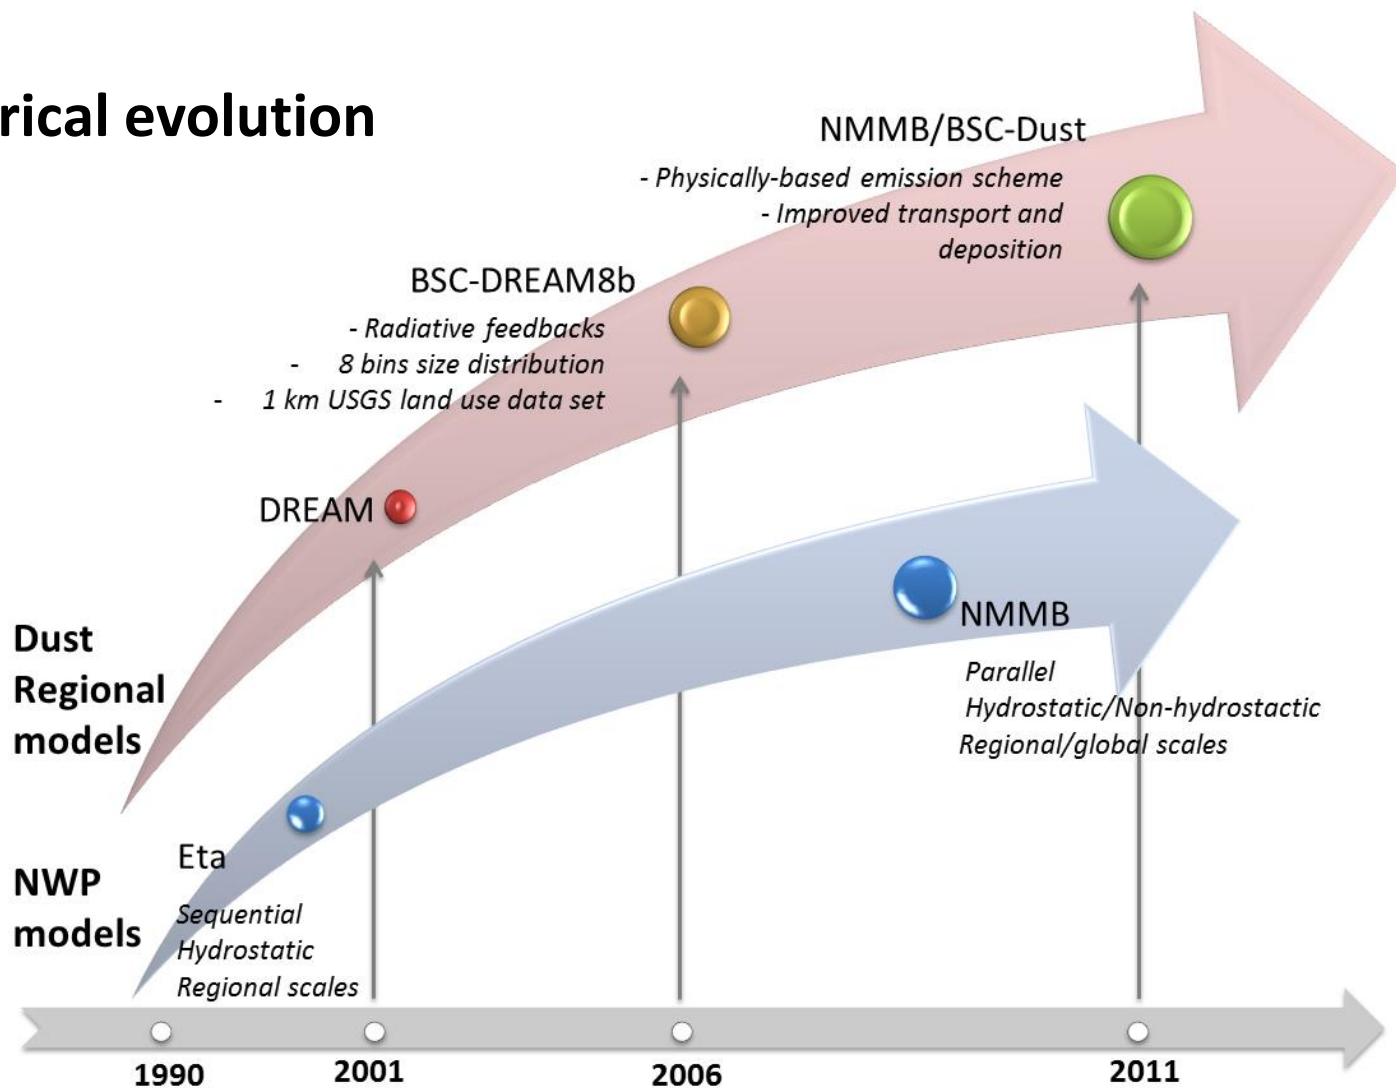 rical evolution
NMMB/BSC-Dust
- Physically-based emission scheme
- Improved transport and
deposition
BSC-DREAM8b
- Radiative feedbacks
- 8 bins size distribution
- 1 km USGS land use data set
DREAM
Dust
Regional
models
NMMB
Parallel
Hydrostatic/Non-hydrostactic
Regional/global scales
Eta
Sequential
Hydrostatic
Regional scales
NWP
models
1990
2001
2006
2011